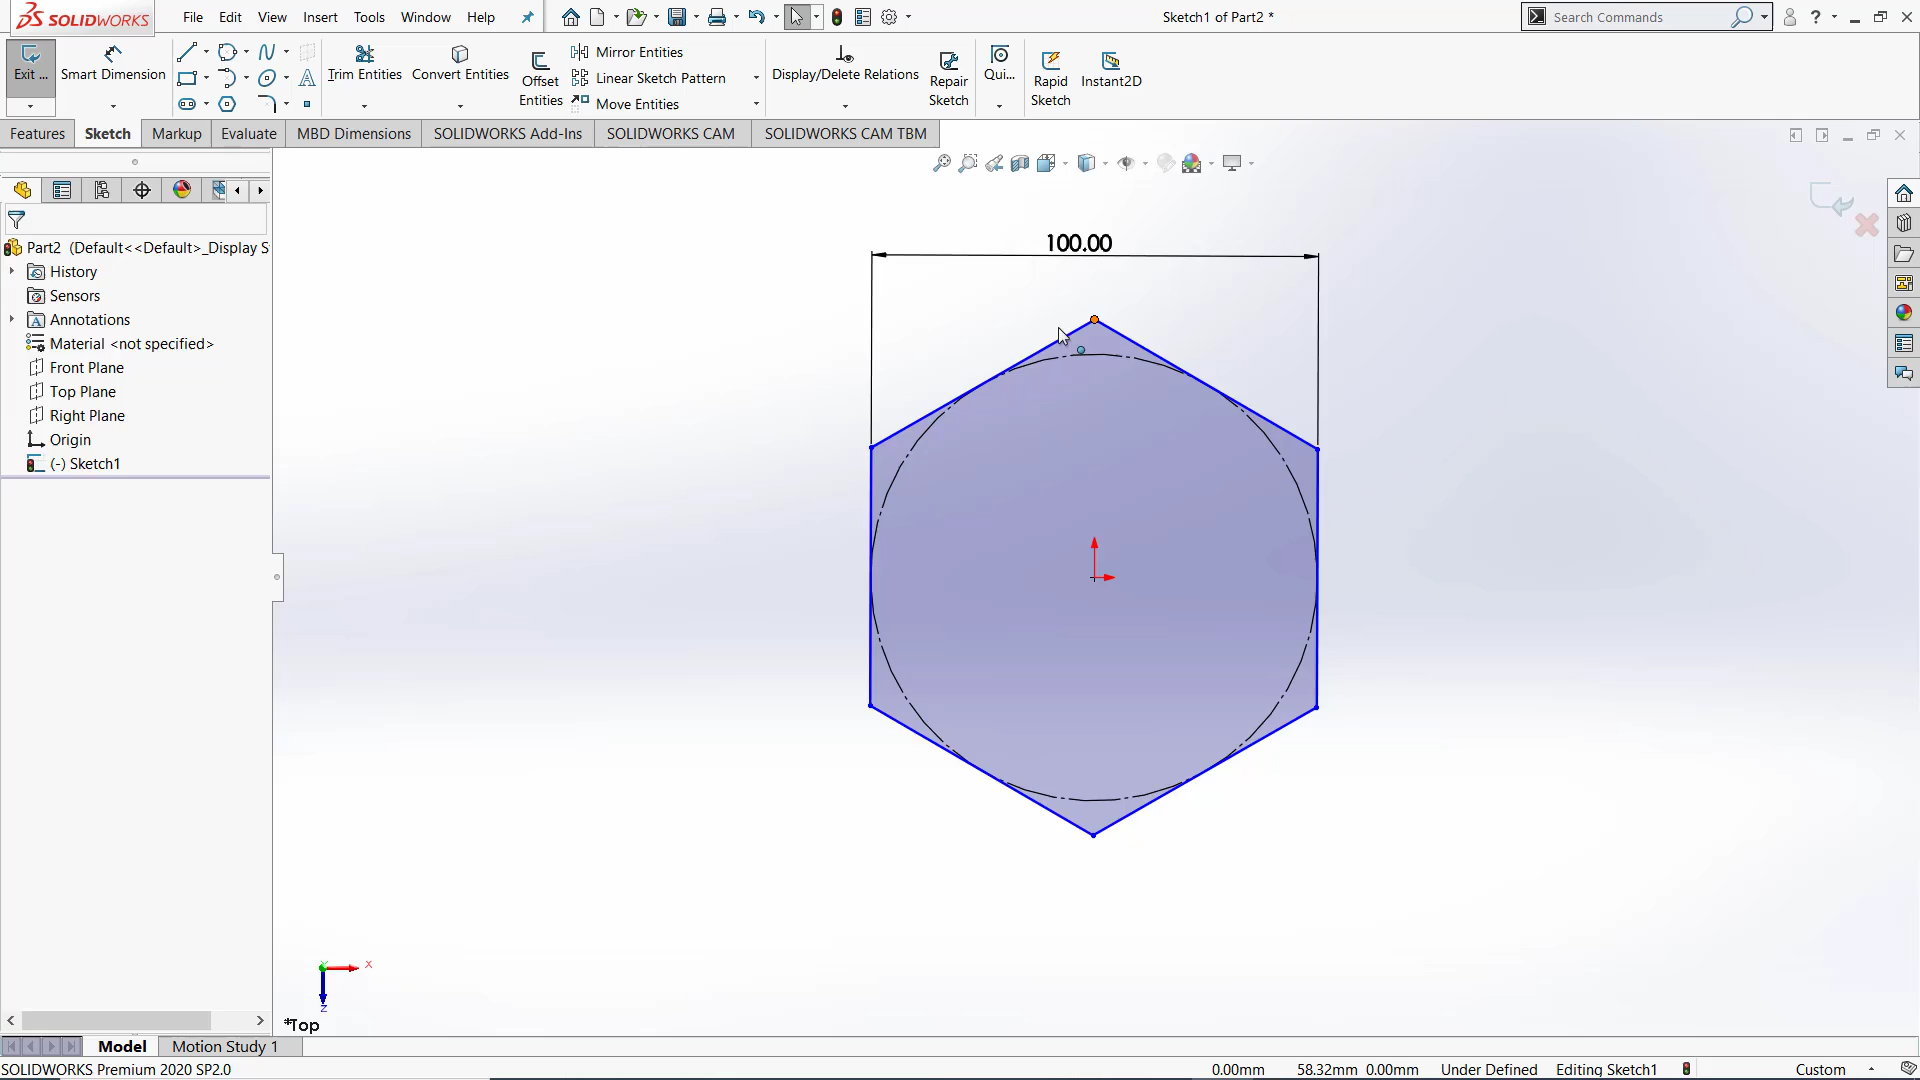 SOLIDWORKS File Edit View Insert Tools Window Help Sketch1 of Part2 * Search Commands ?
Exit ... Smart Dimension Trim Entities Convert Entities Offset Entities Mirror Entities Linear Sketch Pattern Move Entities Display/Delete Relations Repair Sketch Qui... Rapid Sketch Instant2D
Features Sketch Markup Evaluate MBD Dimensions SOLIDWORKS Add-Ins SOLIDWORKS CAM SOLIDWORKS CAM TBM
Part2 (Default<<Default>_Display S
History
Sensors
Annotations
Material <not specified>
Front Plane
Top Plane
Right Plane
Origin
(-) Sketch1
100.00
Y
X
Z
*Top
Model Motion Study 1
SOLIDWORKS Premium 2020 SP2.0 0.00mm 58.32mm 0.00mm Under Defined Editing Sketch1 Custom